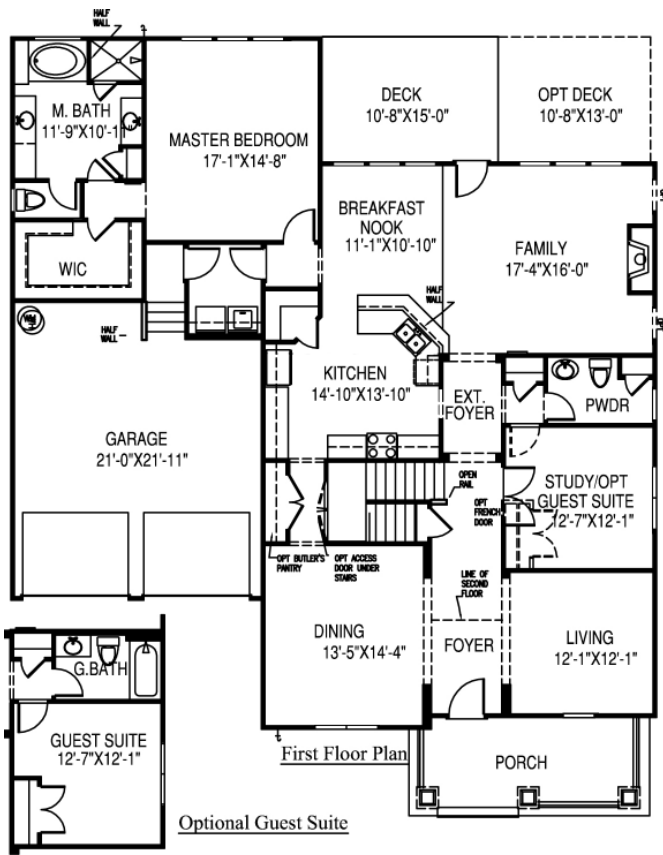 HALF
WALL
M. BATH
11'-9"X10'-1"
MASTER BEDROOM
17'-1"X14'-8"
DECK
10'-8"X15'-0"
OPT DECK
10'-8"X13'-0"
BREAKFAST
NOOK
11'-1"X10'-10"
FAMILY
17'-4"X16'-0"
WIC
HALF
WALL
HALF
WALL
KITCHEN
14'-10"X13'-10"
EXT.
FOYER
PWDR
GARAGE
21'-0"X21'-11"
OPEN
RAIL
OPT
FRENCH
DOOR
STUDY/OPT
GUEST SUITE
12'-7"X12'-1"
OPT BUTLER'S
PANTRY
OPT ACCESS
DOOR UNDER
STAIRS
LINE OF
SECOND
FLOOR
DINING
13'-5"X14'-4"
FOYER
LIVING
12'-1"X12'-1"
G.BATH
GUEST SUITE
12'-7"X12'-1"
First Floor Plan
PORCH
Optional Guest Suite